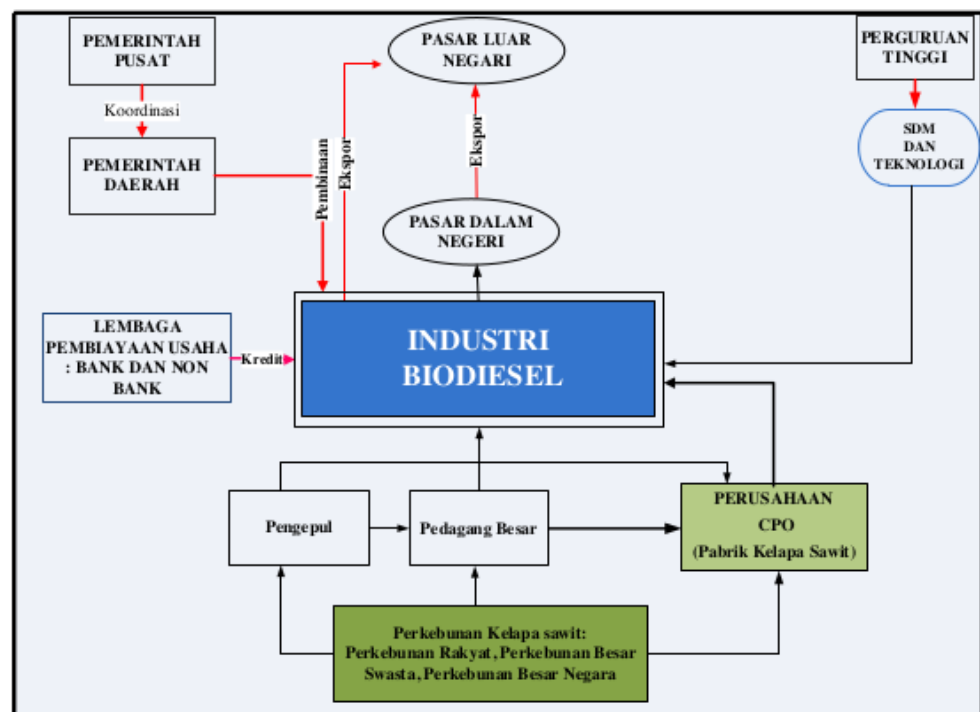 PEMERINTAH
PUSAT
Koordinasi
PEMERINTAH
DAERAH
PASAR LUAR
NEGARI
PERGURUAN
TINGGI
SDM
DAN
TEKNOLOGI
Pembinaan
Ekspor
Ekspor
PASAR DALAM
NEGERI
LEMBAGA
PEMBIAYAAN USAHA
: BANK DAN NON
BANK
Kredit
INDUSTRI
BIODIESEL
Pengepul
Pedagang Besar
PERUSAHAAN
CPO
(Pabrik Kelapa Sawit)
Perkebunan Kelapa sawit:
Perkebunan Rakyat, Perkebunan Besar
Swasta, Perkebunan Besar Negara